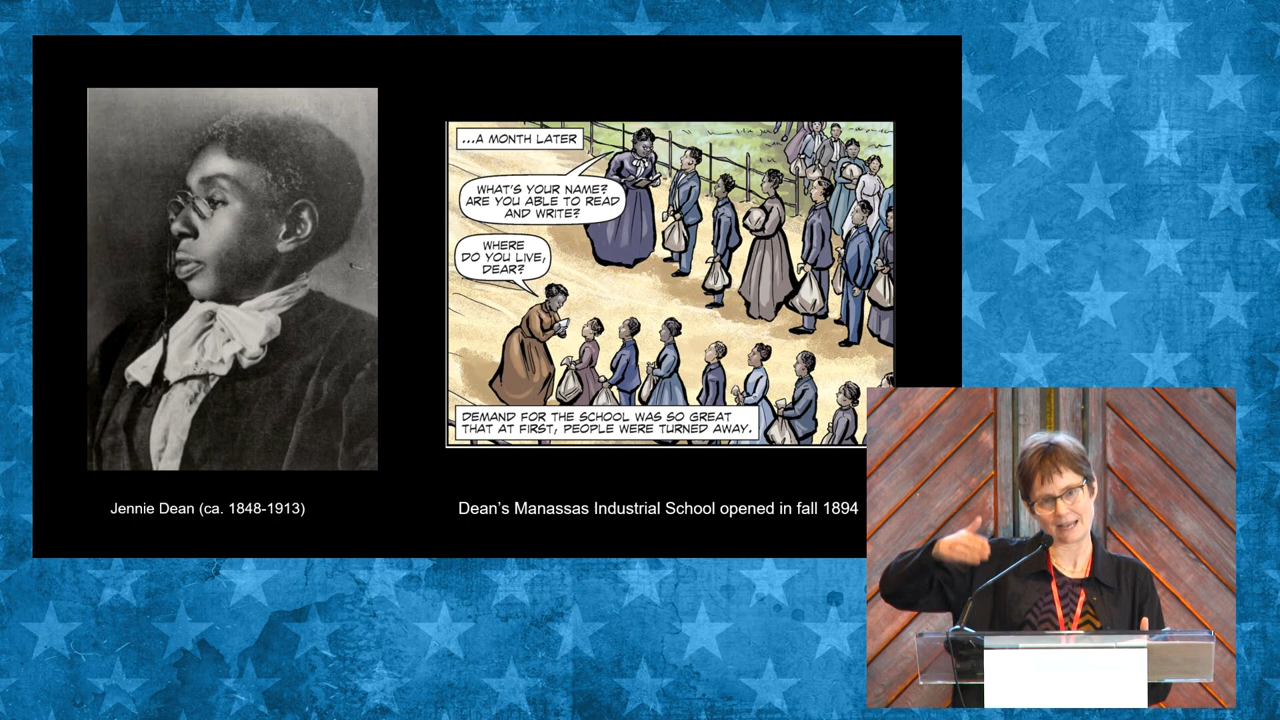 ...A MONTH LATER
WHAT'S YOUR NAME?
ARE YOU ABLE TO READ
AND WRITE?
WHERE
DO YOU LIVE,
DEAR?
DEMAND FOR THE SCHOOL WAS SO GREAT
THAT AT FIRST, PEOPLE WERE TURNED AWAY.
Jennie Dean (ca. 1848-1913)
Dean's Manassas Industrial School opened in fall 1894